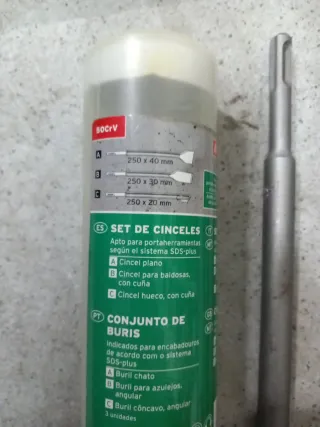 50CrV
A
250 x 40 mm
B
250 x 30 mm
C
250 x 20 mm
ES SET DE CINCELES
Apto para portaherramientas
según el sistema SDS-plus
A Cincel plano
B Cincel para baldosas,
con cuña
C Cincel hueco, con cuña
PT CONJUNTO DE
BURIS
indicados para encabadouros
de acordo com o sistema
SDS-plus
A Buril chato
B Buril para azulejos,
angular
C Buril côncavo, angular
3 unidades